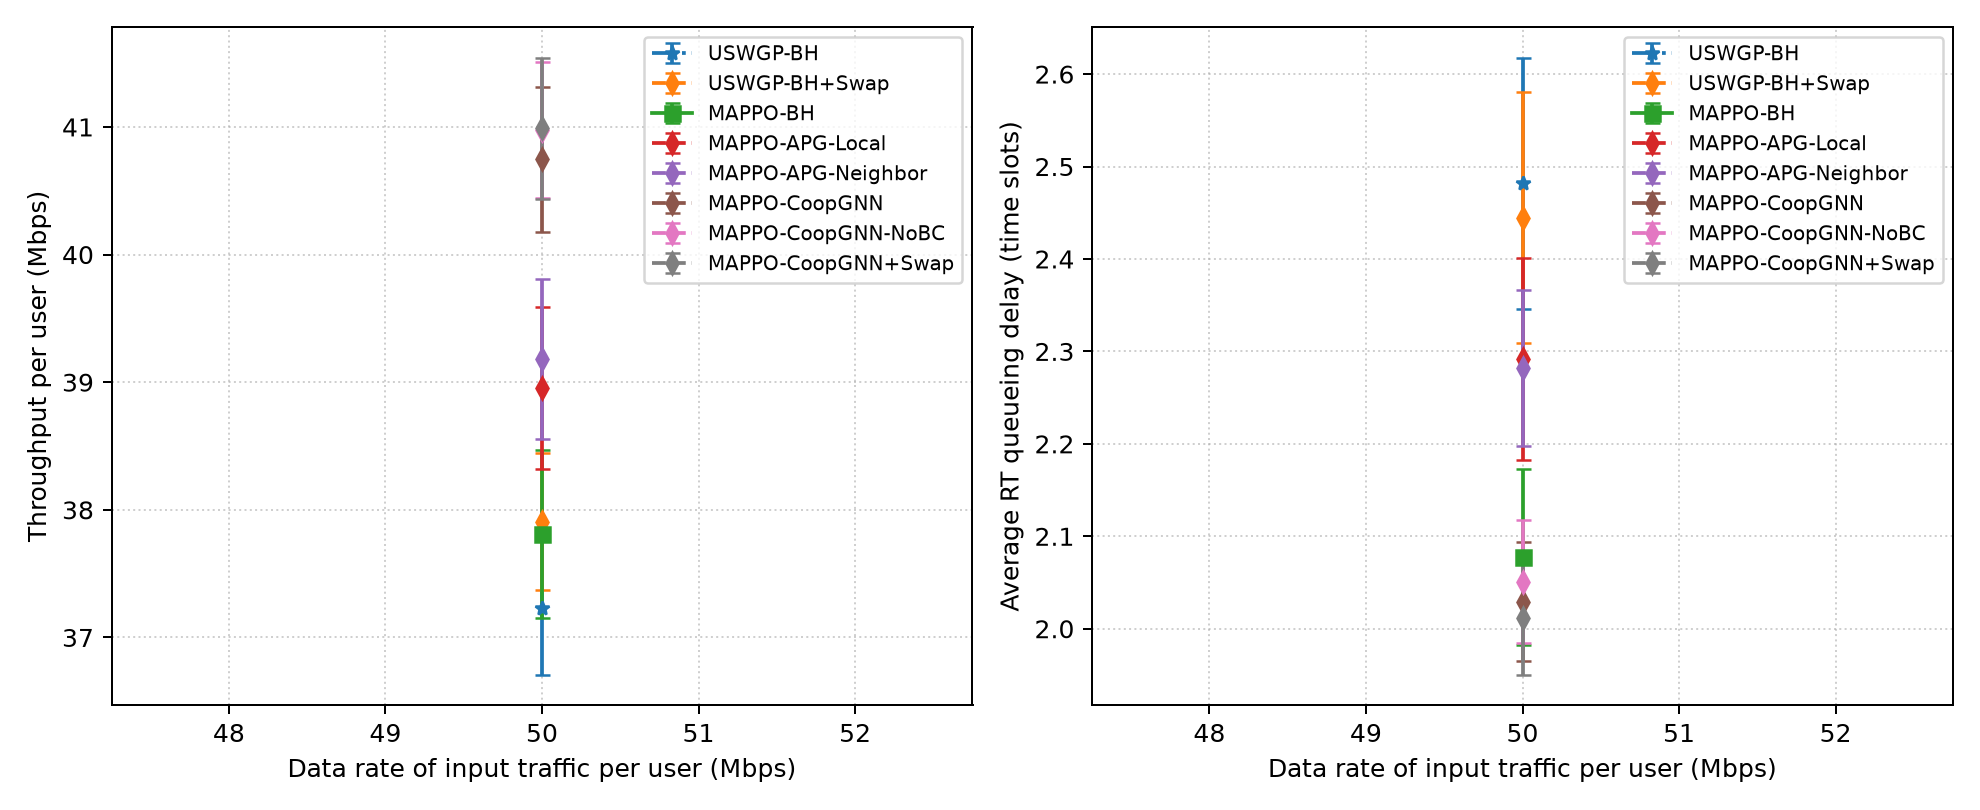 Throughput per user (Mbps)
41
40
39
38
37
48 49 50 51 52
Data rate of input traffic per user (Mbps)
USWGP-BH
USWGP-BH+Swap
MAPPO-BH
MAPPO-APG-Local
MAPPO-APG-Neighbor
MAPPO-CoopGNN
MAPPO-CoopGNN-NoBC
MAPPO-CoopGNN+Swap
Average RT queueing delay (time slots)
2.6
2.5
2.4
2.3
2.2
2.1
2.0
48 49 50 51 52
Data rate of input traffic per user (Mbps)
USWGP-BH
USWGP-BH+Swap
MAPPO-BH
MAPPO-APG-Local
MAPPO-APG-Neighbor
MAPPO-CoopGNN
MAPPO-CoopGNN-NoBC
MAPPO-CoopGNN+Swap